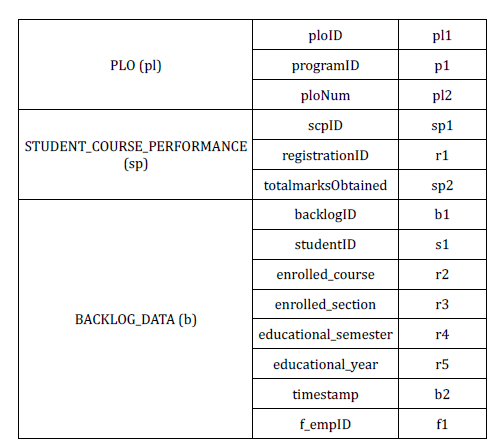 PLO (pl)
ploID pl1
programID p1
ploNum pl2
STUDENT_COURSE_PERFORMANCE
(sp)
scpID sp1
registrationID r1
totalmarksObtained sp2
BACKLOG_DATA (b)
backlogID b1
studentID s1
enrolled_course r2
enrolled_section r3
educational_semester r4
educational_year r5
timestamp b2
f_empID f1